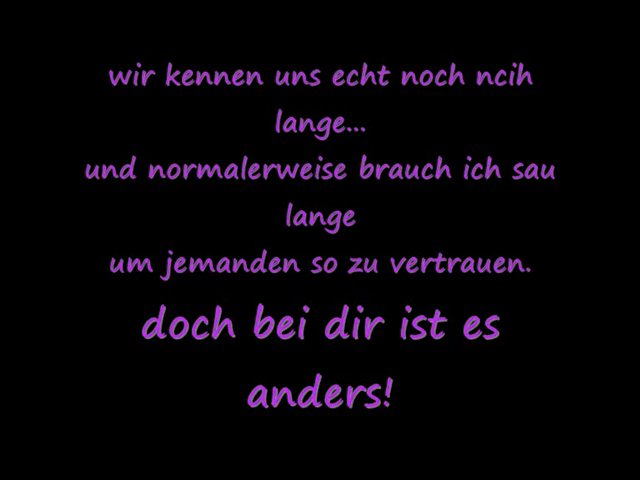 wir kennen uns echt noch ncih
lange...
und normalerweise brauch ich sau
lange
um jemanden so zu vertrauen.
doch bei dir ist es
anders!